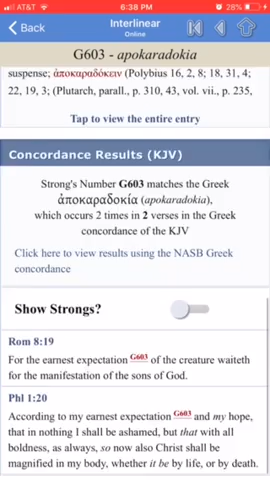 AT&T 6:38 PM 28%
Back Interlinear
Online
G603 - apokaradokia
suspense; ἀποκαραδόκειν (Polybius 16, 2, 8; 18, 31, 4;
22, 19, 3; (Plutarch, parall., p. 310, 43, vol. vii., p. 235,
Tap to view the entire entry
Concordance Results (KJV)
Strong's Number G603 matches the Greek
ἀποκαραδοκία (apokaradokia),
which occurs 2 times in 2 verses in the Greek
concordance of the KJV
Click here to view results using the NASB Greek
concordance
Show Strongs?
Rom 8:19
For the earnest expectation G603 of the creature waiteth
for the manifestation of the sons of God.
Phl 1:20
According to my earnest expectation G603 and my hope,
that in nothing I shall be ashamed, but that with all
boldness, as always, so now also Christ shall be
magnified in my body, whether it be by life, or by death.